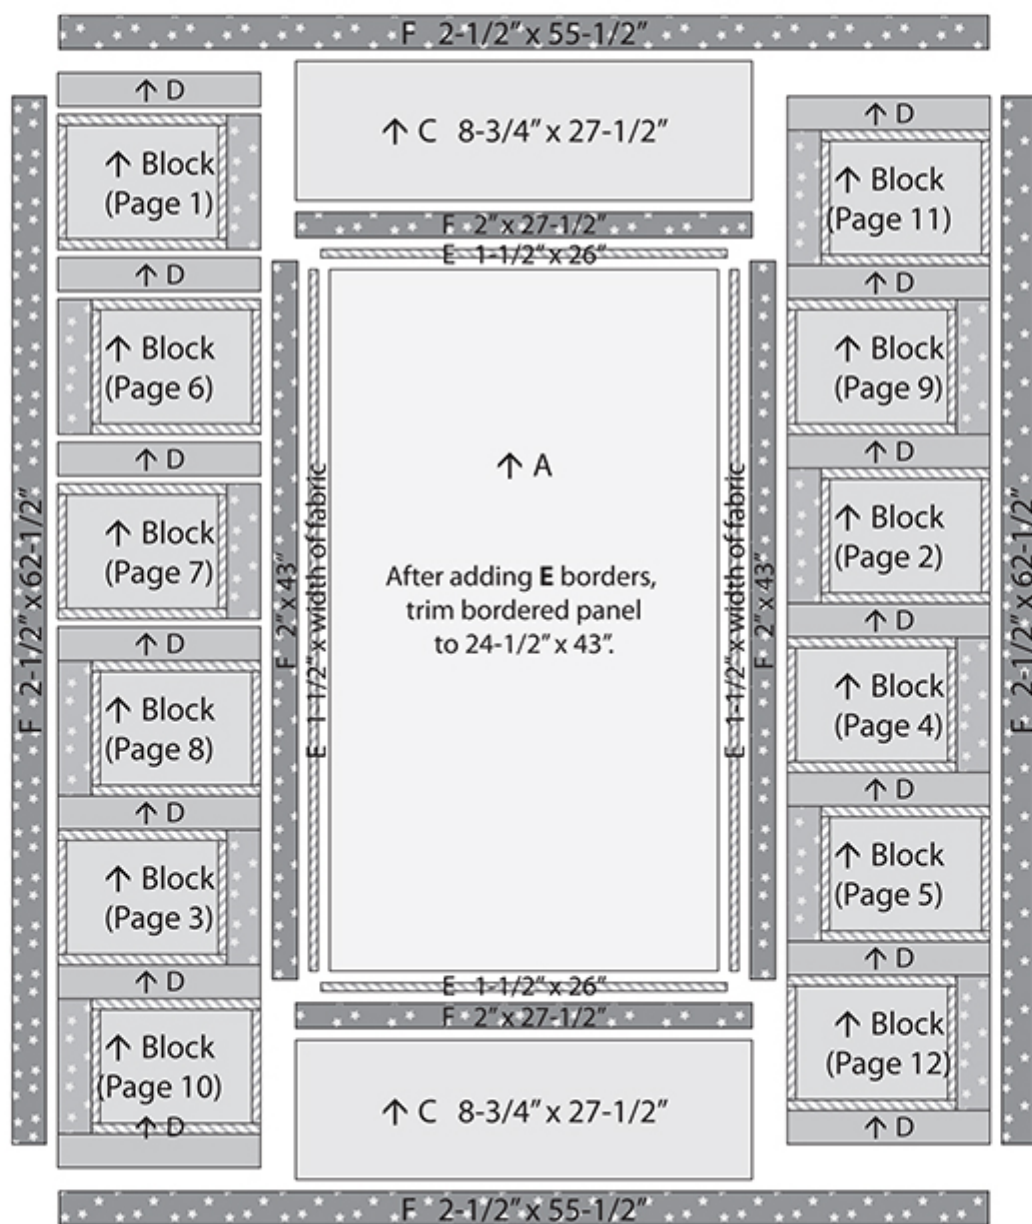 F 2-1/2” x 55-1/2”
↑ D
↑ Block
(Page 1)
↑ D
↑ Block
(Page 6)
↑ D
↑ Block
(Page 7)
↑ D
↑ Block
(Page 8)
↑ D
↑ Block
(Page 3)
↑ D
↑ Block
(Page 10)
↑ D
F 2-1/2” x 62-1/2”
↑ C 8-3/4” x 27-1/2”
F 2” x 27-1/2”
E 1-1/2” x 26”
F 2” x 43”
E 1-1/2” x width of fabric
↑ A
After adding E borders,
trim bordered panel
to 24-1/2” x 43”.
E 1-1/2” x width of fabric
F 2” x 43”
E 1-1/2” x 26”
F 2” x 27-1/2”
↑ C 8-3/4” x 27-1/2”
↑ D
↑ Block
(Page 11)
↑ D
↑ Block
(Page 9)
↑ D
↑ Block
(Page 2)
↑ D
↑ Block
(Page 4)
↑ D
↑ Block
(Page 5)
↑ D
↑ Block
(Page 12)
↑ D
F 2-1/2” x 62-1/2”
F 2-1/2” x 55-1/2”